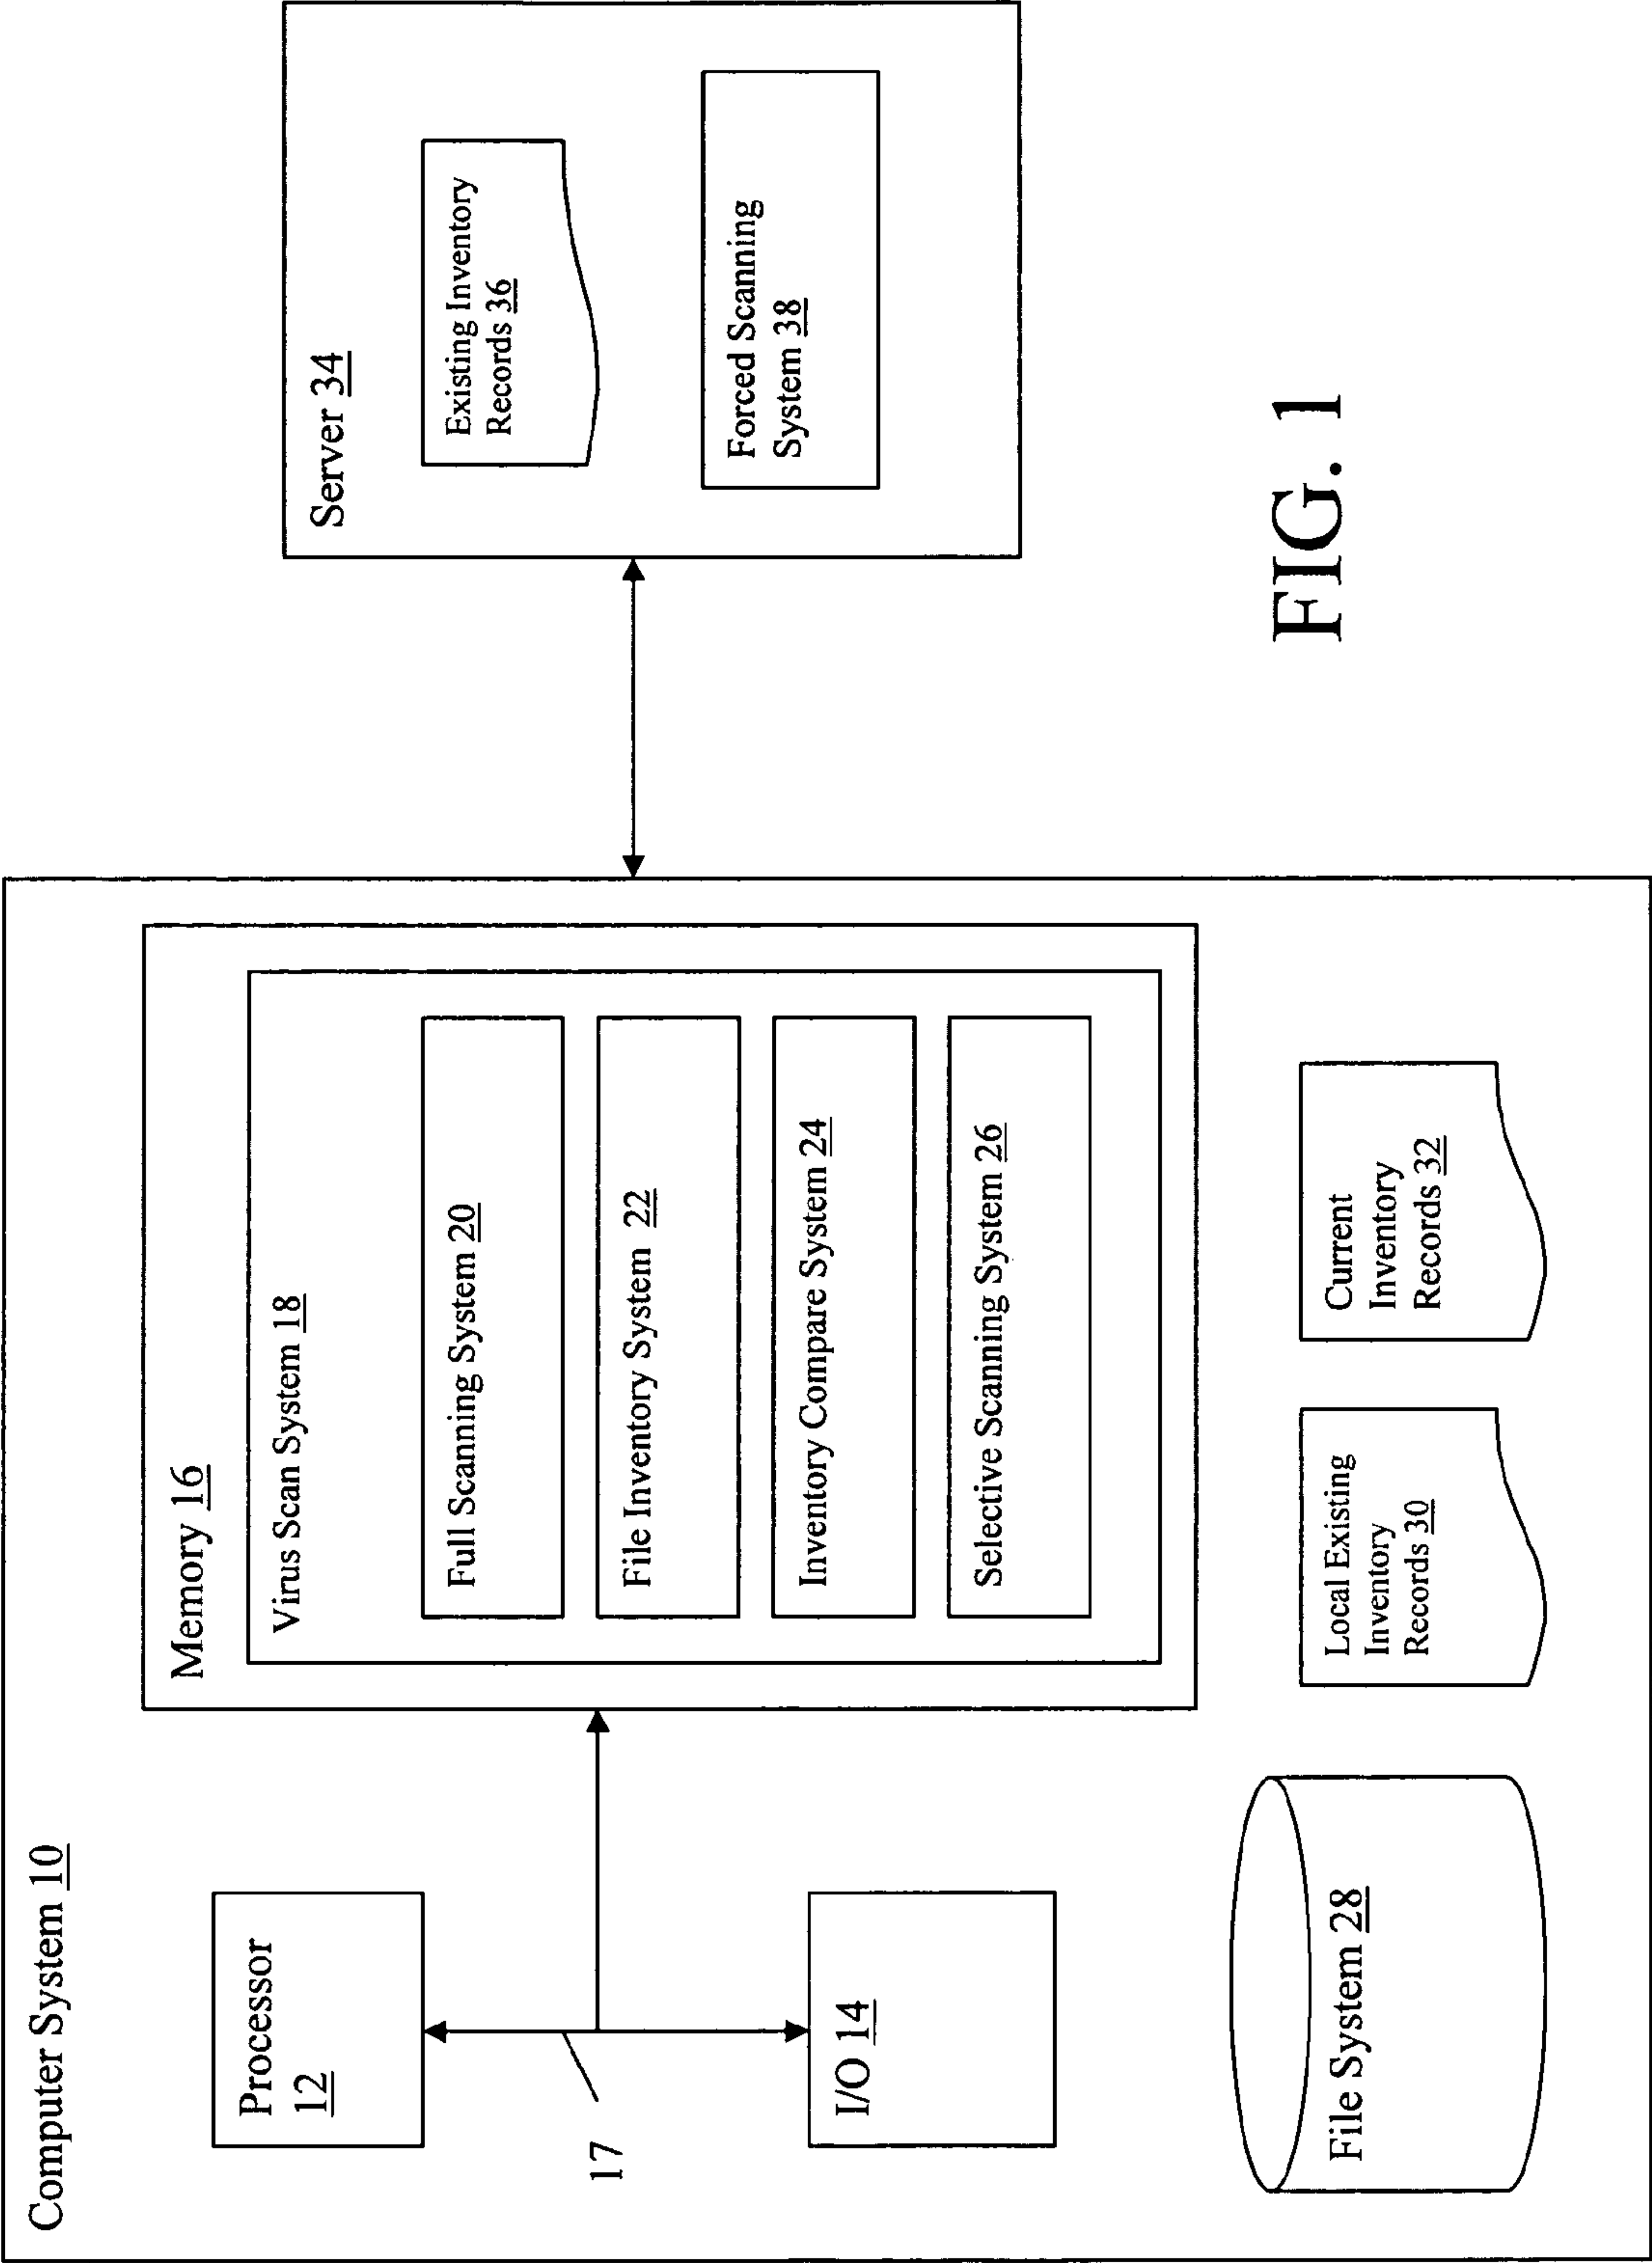 Computer System 10
Processor
12
17
I/O 14
Memory 16
Virus Scan System 18
Full Scanning System 20
File Inventory System 22
Inventory Compare System 24
Selective Scanning System 26
File System 28
Local Existing
Inventory
Records 30
Current
Inventory
Records 32
Server 34
Existing Inventory
Records 36
Forced Scanning
System 38
FIG. 1